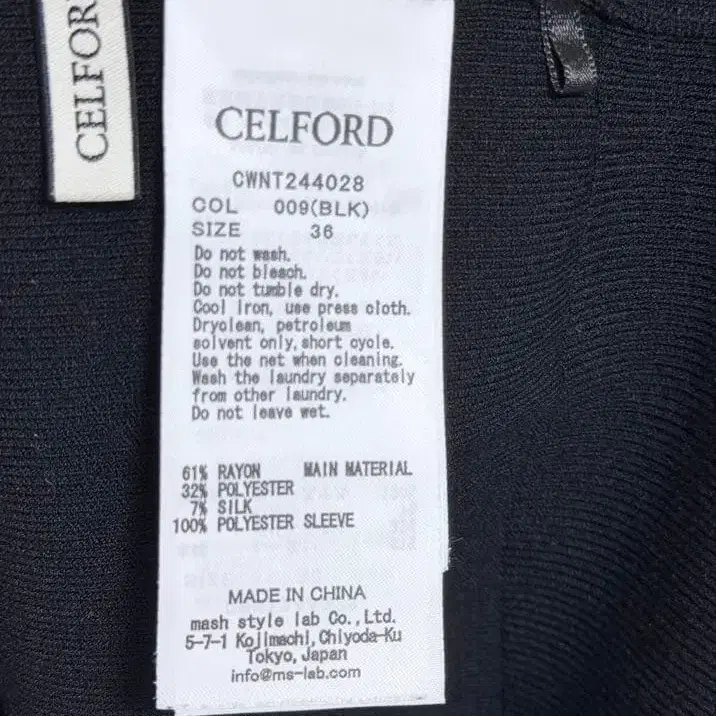 CELFORD
CELFORD
CWNT244028
COL 009(BLK)
SIZE 36
Do not wash.
Do not bleach.
Do not tumble dry.
Cool iron, use press cloth.
Dryclean, petroleum
solvent only,short cycle.
Use the net when cleaning.
Wash the laundry separately
from other laundry.
Do not leave wet.
61% RAYON MAIN MATERIAL
32% POLYESTER
7% SILK
100% POLYESTER SLEEVE
MADE IN CHINA
mash style lab Co.,Ltd.
5-7-1 Kojimachi,Chiyoda-Ku
Tokyo,Japan
info@ms-lab.com